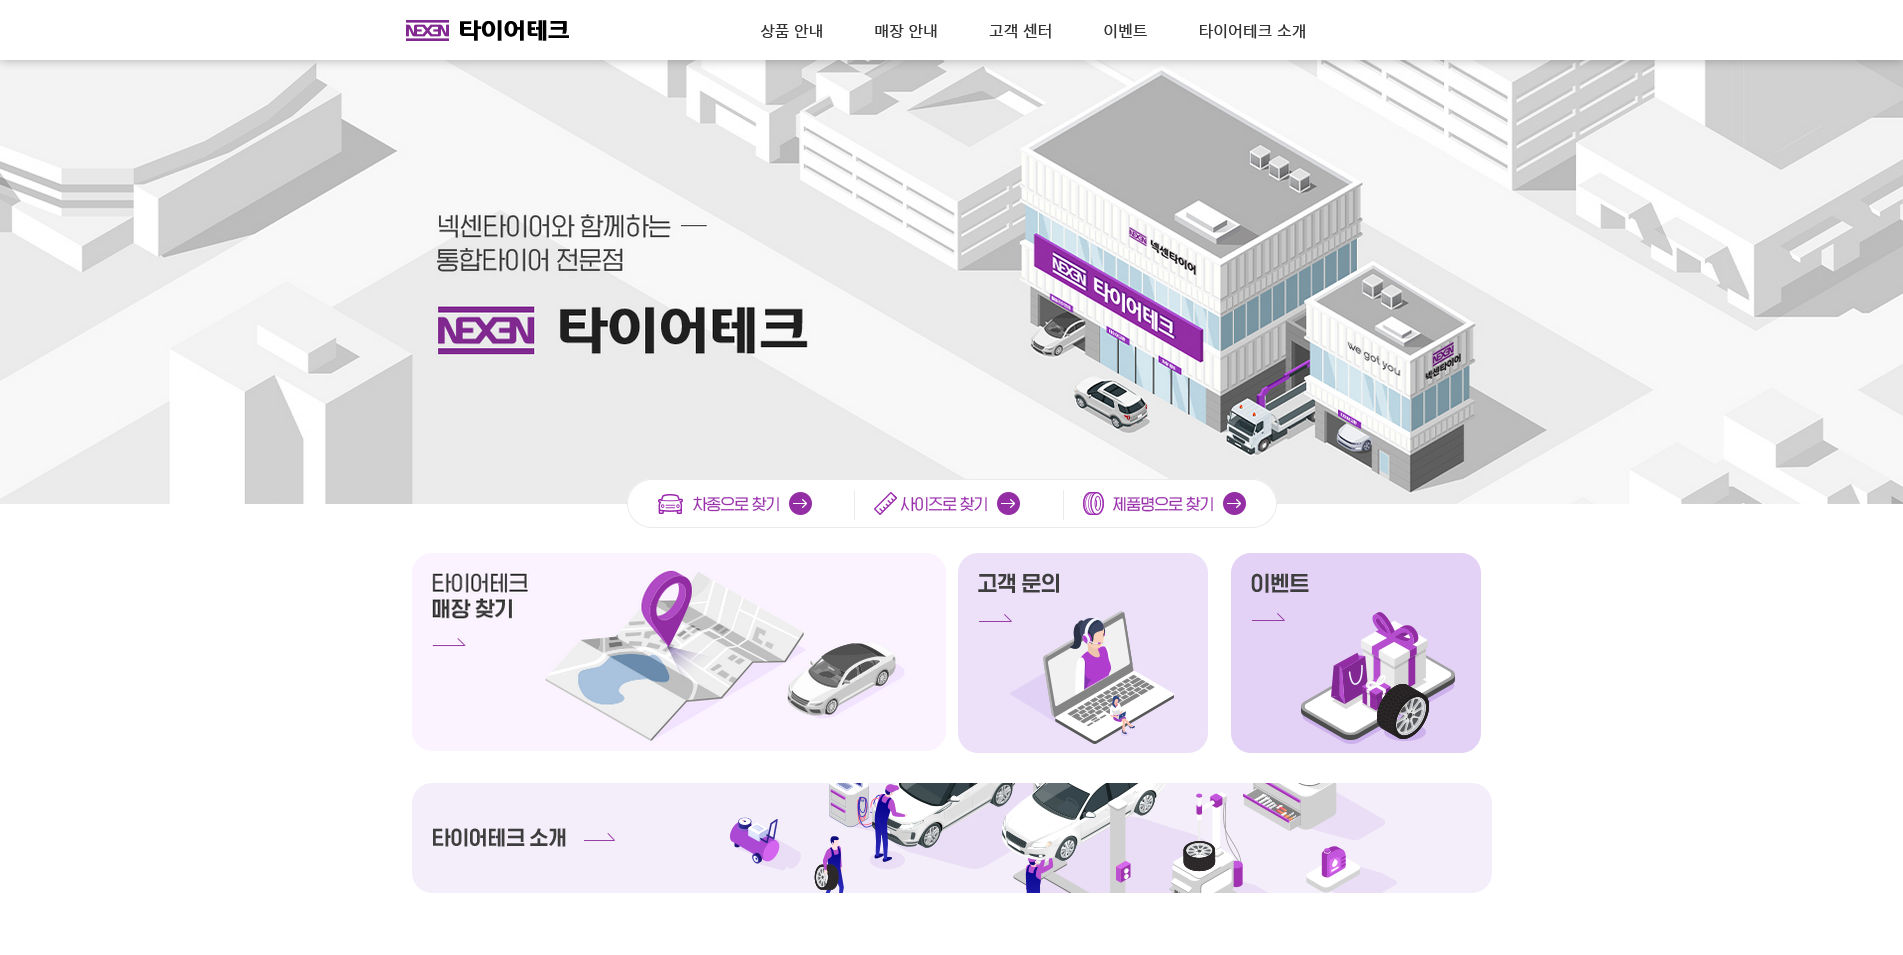 NEXEN 타이어테크
상품 안내 매장 안내 고객 센터 이벤트 타이어테크 소개
넥센타이어와 함께하는
통합타이어 전문점
NEXEN 타이어테크
NEXEN 넥센타이어
NEXEN 타이어테크
we got you
NEXEN
넥센타이어
차종으로 찾기 사이즈로 찾기 제품명으로 찾기
타이어테크
매장 찾기
고객 문의
이벤트
타이어테크 소개